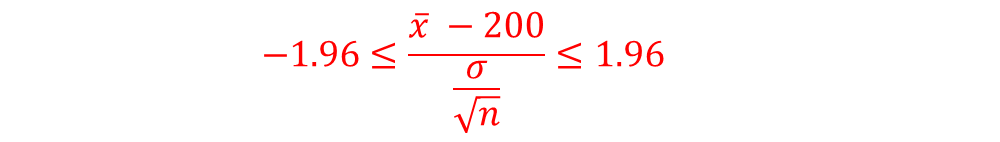 −1.96 ≤ (x̄ − 200) / (σ / √n) ≤ 1.96